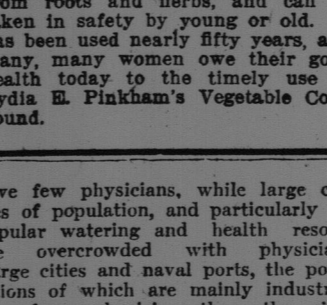 om roots and herbs, and can
ken in safety by young or old.
as been used nearly fifty years, a
any, many women owe their go
ealth today to the timely use
ydia E. Pinkham's Vegetable Co
ound.
ve few physicians, while large c
s of population, and particularly
pular watering and health reso
e overcrowded with physicia
rge cities and naval ports, the po
ions of which are mainly industr